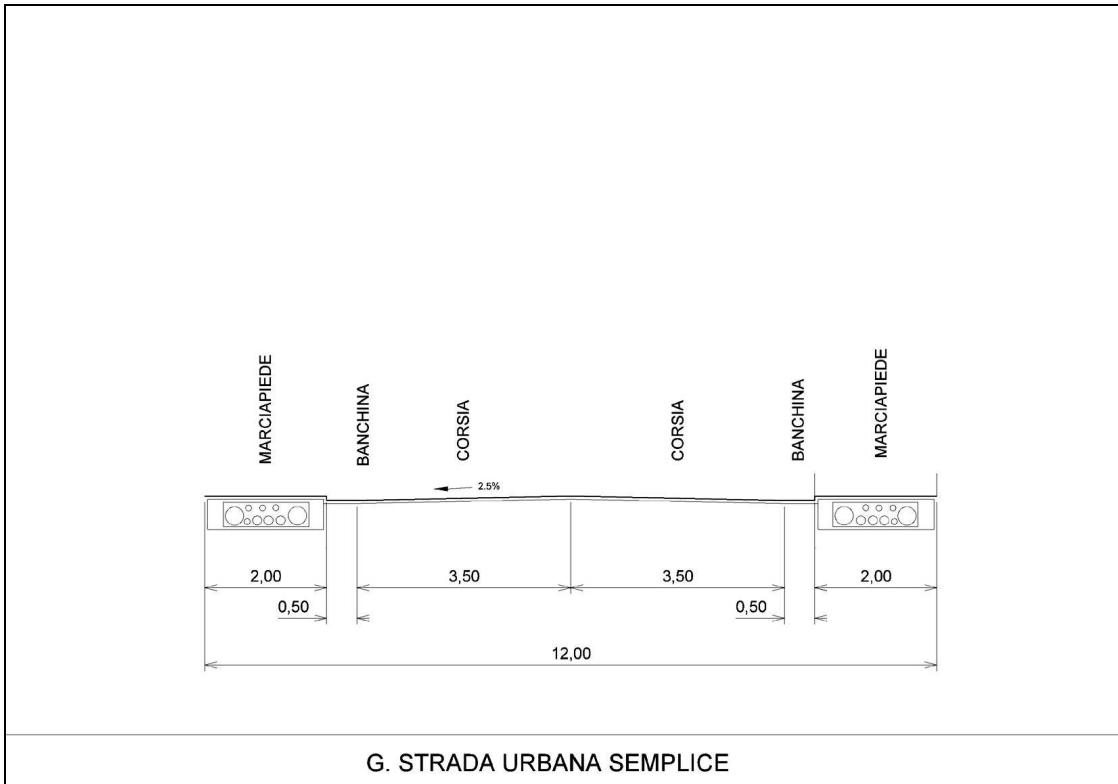 MARCIAPIEDE
BANCHINA
CORSIA
CORSIA
BANCHINA
MARCIAPIEDE
2.5%
2,00
3,50
3,50
2,00
0,50
0,50
12,00
G. STRADA URBANA SEMPLICE